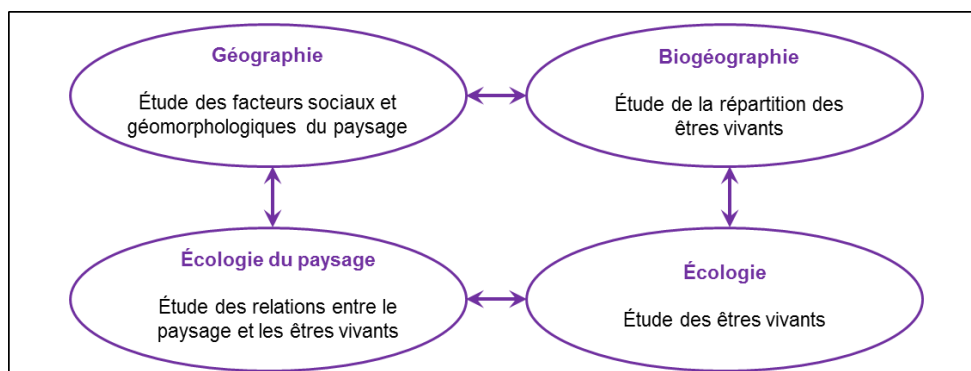 Géographie
Étude des facteurs sociaux et
géomorphologiques du paysage
Biogéographie
Étude de la répartition des
êtres vivants
Écologie du paysage
Étude des relations entre le
paysage et les êtres vivants
Écologie
Étude des êtres vivants